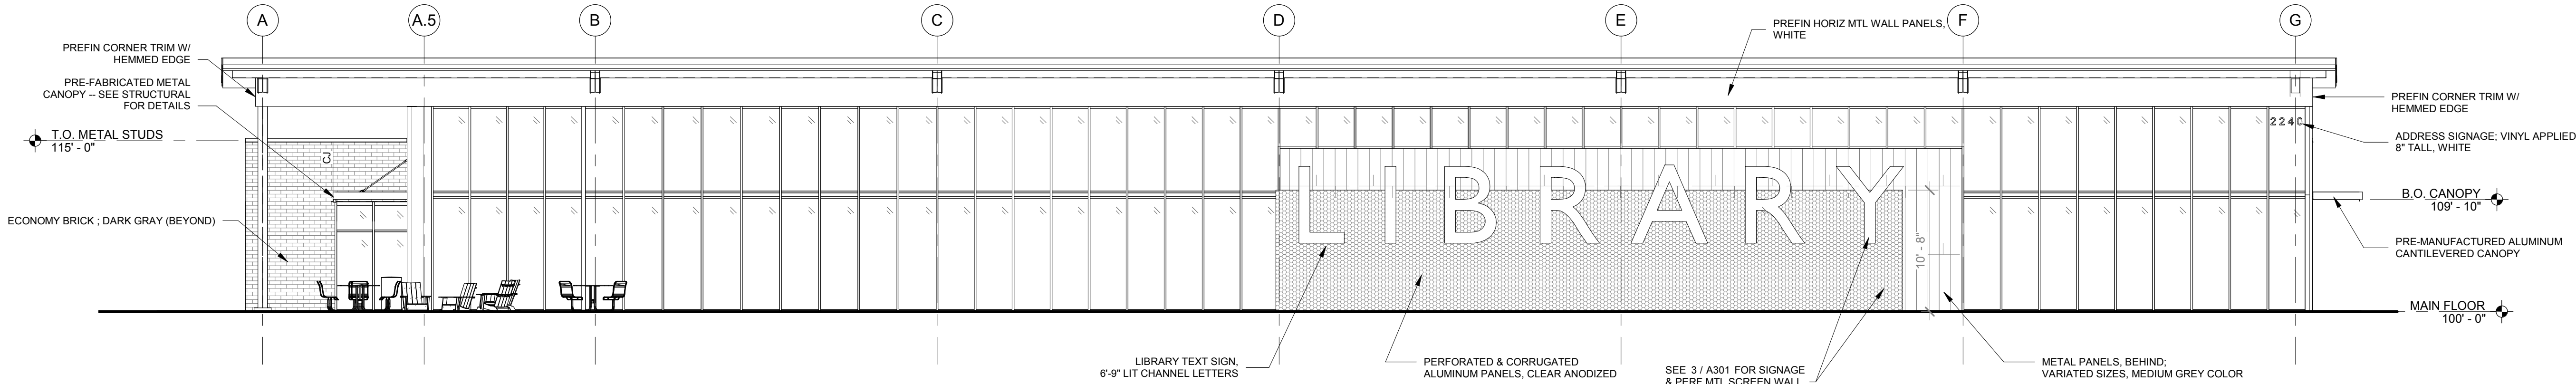 A
A.5
B
C
D
E
F
G
PREFIN CORNER TRIM W/
HEMMED EDGE
PRE-FABRICATED METAL
CANOPY -- SEE STRUCTURAL
FOR DETAILS
T.O. METAL STUDS
115' - 0"
ECONOMY BRICK ; DARK GRAY (BEYOND)
CJ
PREFIN HORIZ MTL WALL PANELS,
WHITE
LIBRARY
10' - 8"
2240
PREFIN CORNER TRIM W/
HEMMED EDGE
ADDRESS SIGNAGE; VINYL APPLIED
8" TALL, WHITE
B.O. CANOPY
109' - 10"
PRE-MANUFACTURED ALUMINUM
CANTILEVERED CANOPY
MAIN FLOOR
100' - 0"
LIBRARY TEXT SIGN,
6'-9" LIT CHANNEL LETTERS
PERFORATED & CORRUGATED
ALUMINUM PANELS, CLEAR ANODIZED
SEE 3 / A301 FOR SIGNAGE
& PERF MTL SCREEN WALL
METAL PANELS, BEHIND;
VARIATED SIZES, MEDIUM GREY COLOR